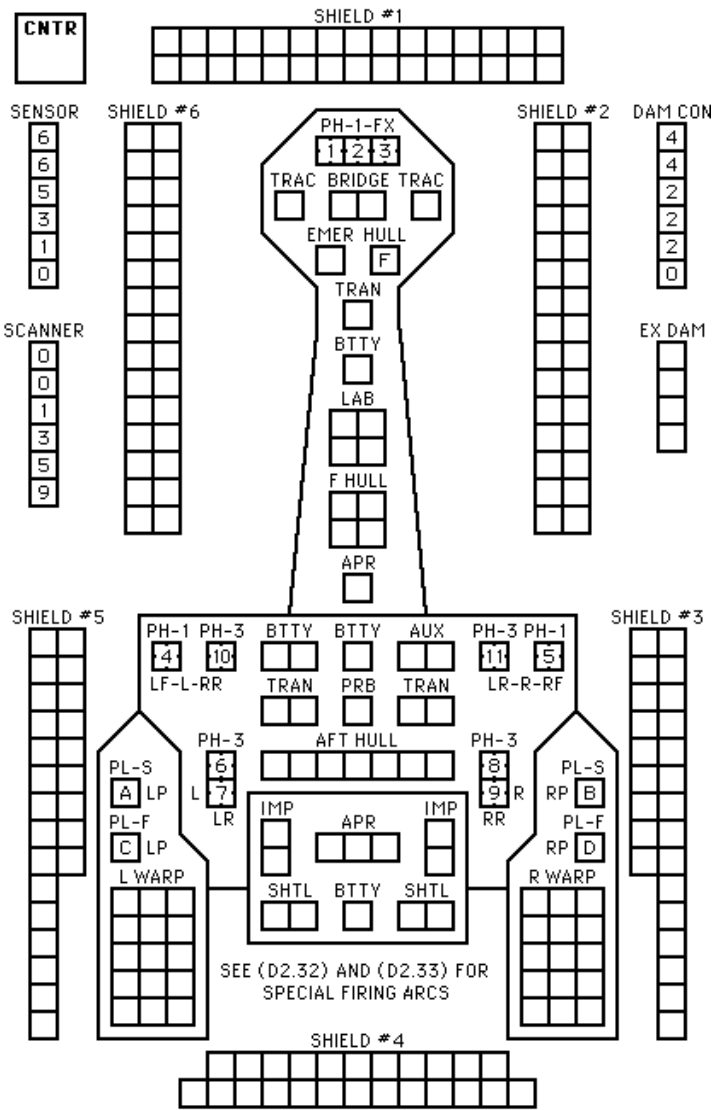 CNTR
SHIELD #1
SENSOR SHIELD #6 SHIELD #2 DAM CON
PH-1-FX
1 2 3
6
6
5
3
1
0
4
4
2
2
2
0
TRAC BRIDGE TRAC
EMER HULL
F
TRAN
SCANNER
EX DAM
0
0
1
3
5
9
BTTY
LAB
F HULL
APR
SHIELD #5 SHIELD #3
PH-1 PH-3 BTTY BTTY AUX PH-3 PH-1
4 10 11 5
LF-L-RR LR-R-RF
TRAN PRB TRAN
PH-3 AFT HULL PH-3
6 8
L 7 9 R
LR RR
PL-S PL-S
A LP RP B
PL-F PL-F
C LP RP D
IMP APR IMP
L WARP R WARP
SHTL BTTY SHTL
SEE (D2.32) AND (D2.33) FOR
SPECIAL FIRING ARCS
SHIELD #4